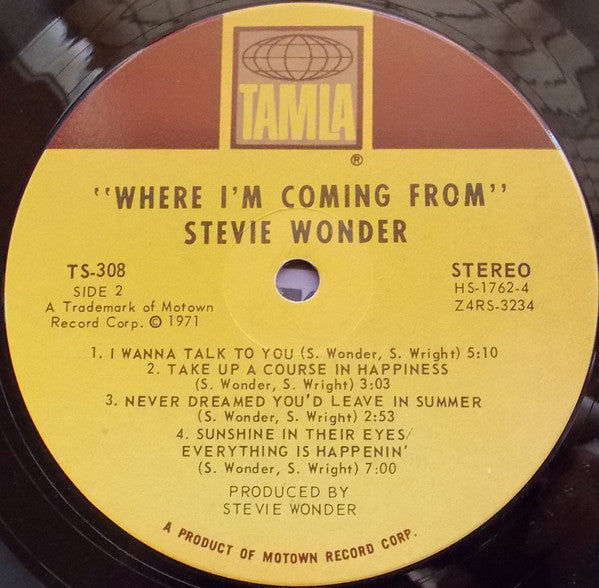 TAMLA
®
"WHERE I'M COMING FROM"
STEVIE WONDER
TS-308
SIDE 2
A Trademark of Motown
Record Corp. © 1971
STEREO
HS-1762-4
Z4RS-3234
1. I WANNA TALK TO YOU (S. Wonder, S. Wright) 5:10
2. TAKE UP A COURSE IN HAPPINESS
(S. Wonder, S. Wright) 3:03
3. NEVER DREAMED YOU'D LEAVE IN SUMMER
(S. Wonder, S. Wright) 2:53
4. SUNSHINE IN THEIR EYES/
EVERYTHING IS HAPPENIN'
(S. Wonder, S. Wright) 7:00
PRODUCED BY
STEVIE WONDER
A PRODUCT OF MOTOWN RECORD CORP.